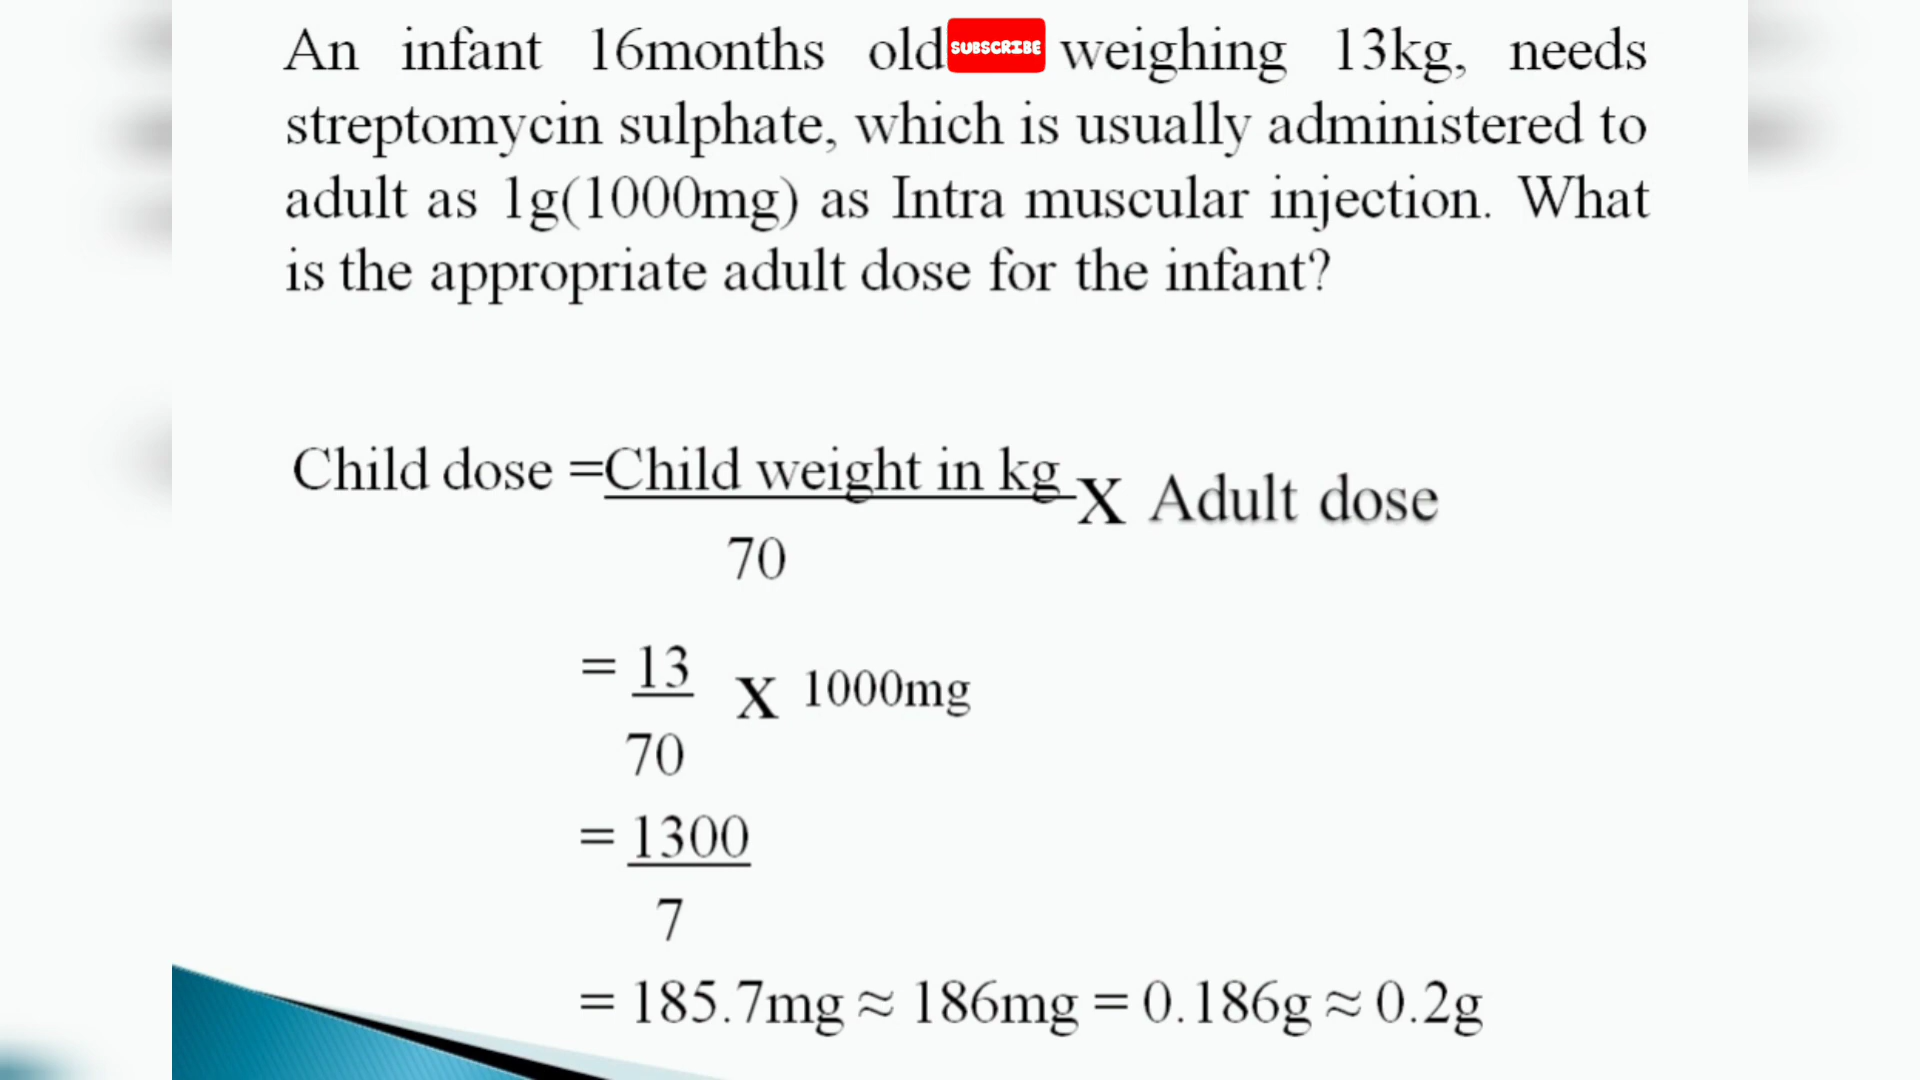 An infant 16months old SUBSCRIBE weighing 13kg, needs
streptomycin sulphate, which is usually administered to
adult as 1g(1000mg) as Intra muscular injection. What
is the appropriate adult dose for the infant?
Child dose =Child weight in kg X Adult dose
70
= 13 X 1000mg
70
= 1300
7
= 185.7mg ≈ 186mg = 0.186g ≈ 0.2g